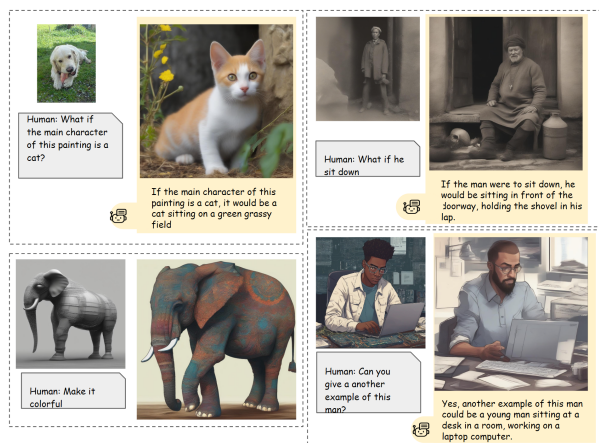 Human: What if
the main character
of this painting is a
cat?
If the main character of this
painting is a cat, it would be a
cat sitting on a green grassy
field
Human: What if he
sit down
If the man were to sit down, he
would be sitting in front of the
doorway, holding the shovel in his
lap.
Human: Make it
colorful
Human: Can you
give a another
example of this
man?
Yes, another example of this man
could be a young man sitting at a
desk in a room, working on a
laptop computer.